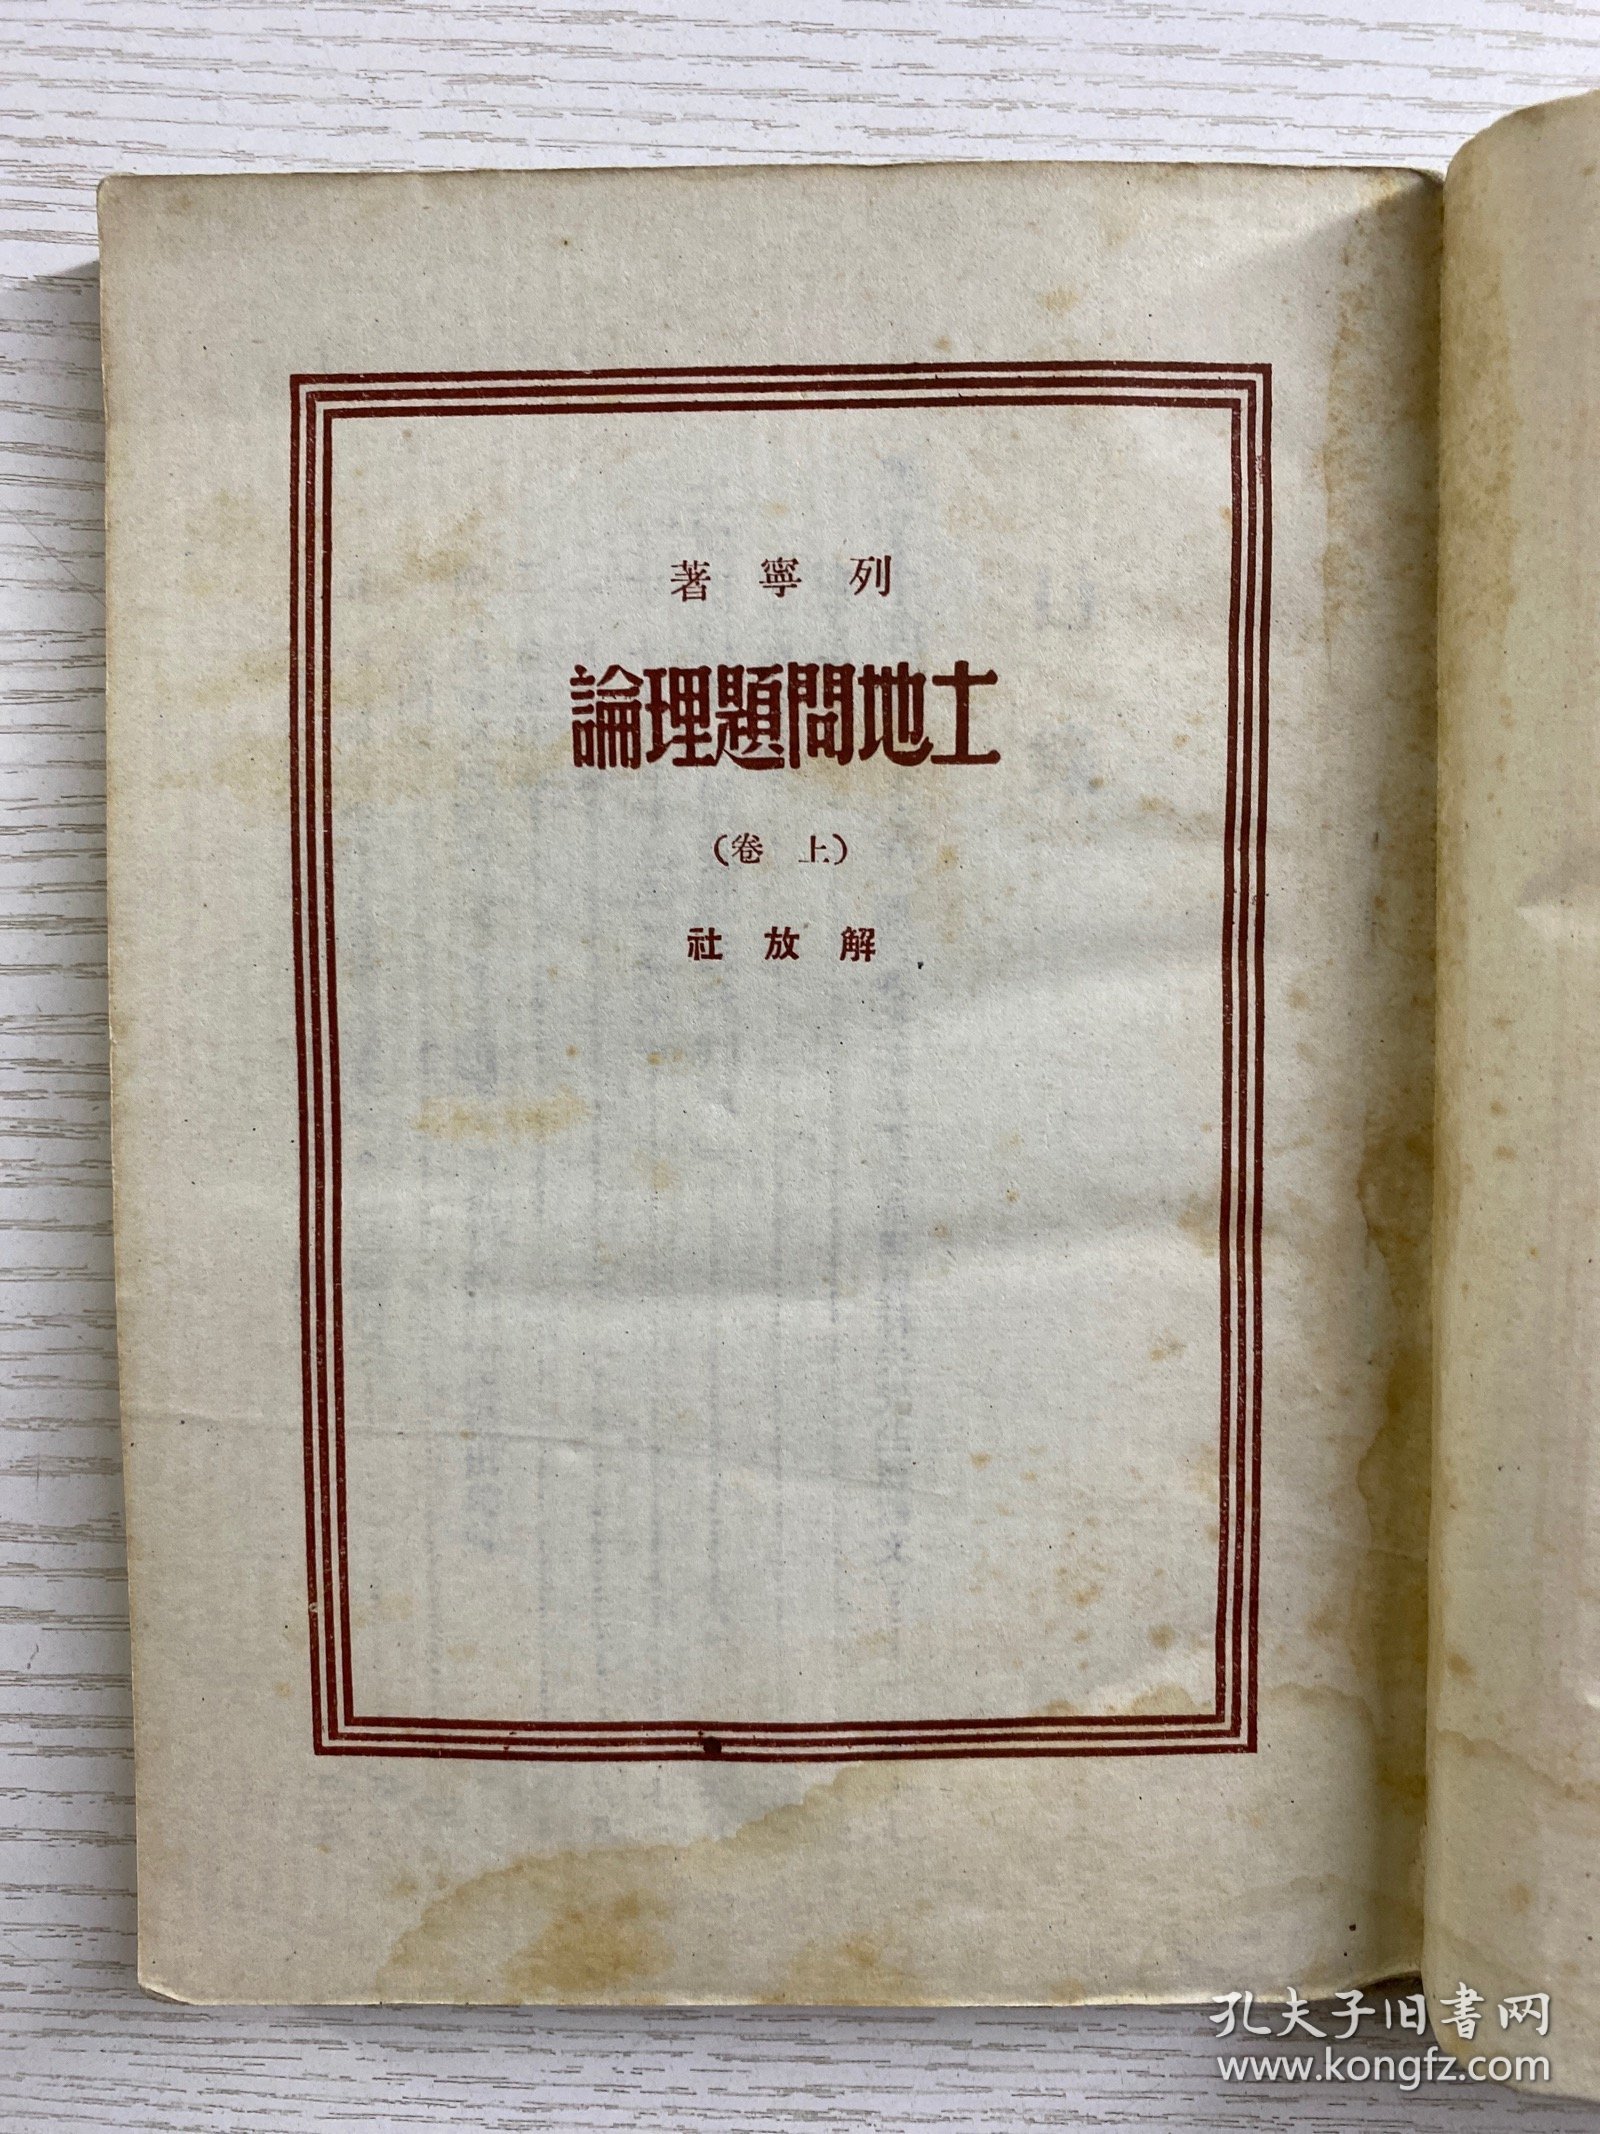 列寧著
土地問題理論
（上卷）
解放社
孔夫子旧書网
www.kongfz.com